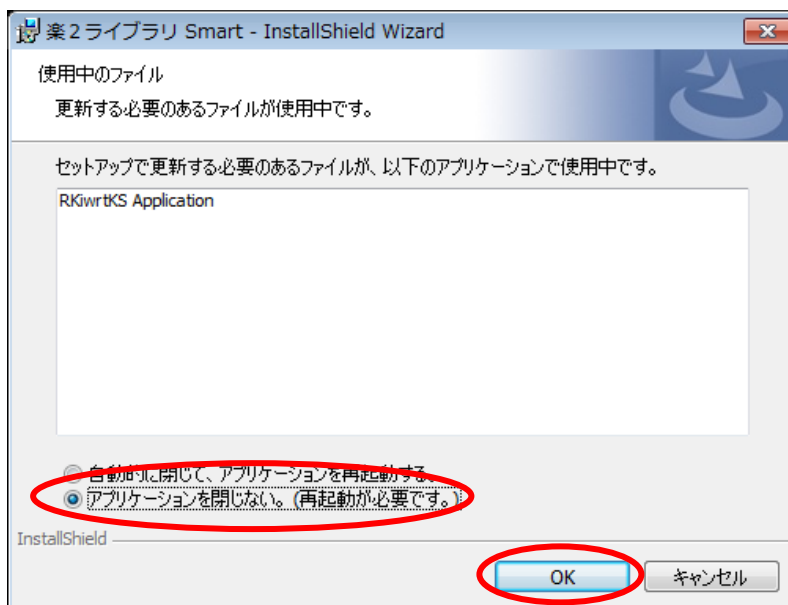 楽2ライブラリ Smart - InstallShield Wizard
使用中のファイル
更新する必要のあるファイルが使用中です。
セットアップで更新する必要のあるファイルが、以下のアプリケーションで使用中です。
RKiwrtKS Application
自動的に閉じて、アプリケーションを再起動する。
アプリケーションを閉じない。(再起動が必要です。)
InstallShield
OK
キャンセル